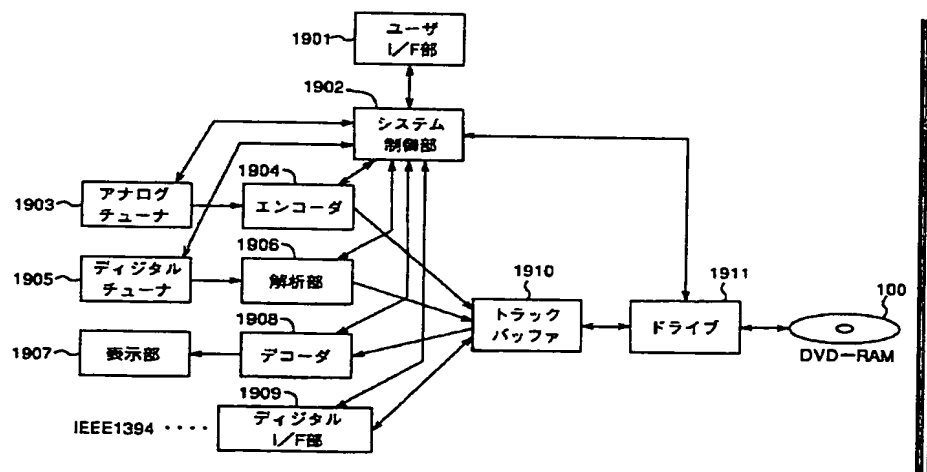 1901
ユーザ
I/F部
1902
システム
制御部
1903
アナログ
チューナ
1904
エンコーダ
1905
ディジタル
チューナ
1906
解析部
1907
表示部
1908
デコーダ
1909
ディジタル
I/F部
IEEE1394 ····
1910
トラック
バッファ
1911
ドライブ
100
DVD-RAM